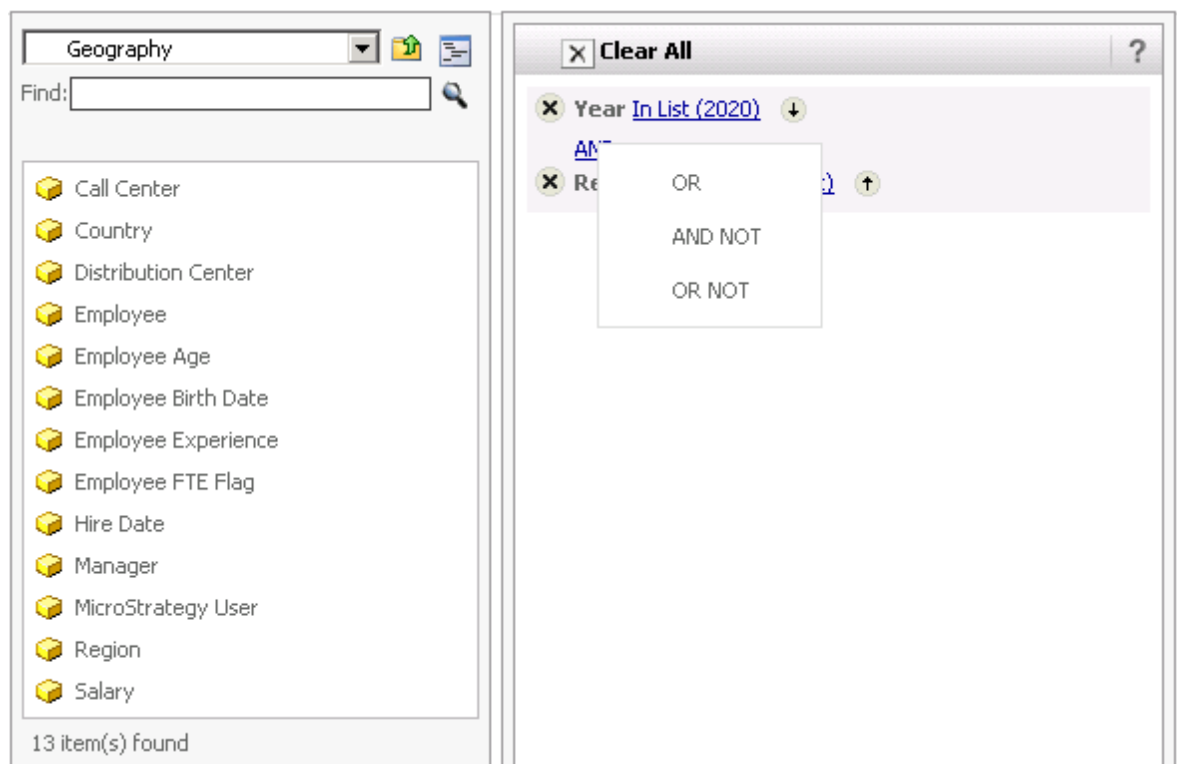 Geography
Find:
Call Center
Country
Distribution Center
Employee
Employee Age
Employee Birth Date
Employee Experience
Employee FTE Flag
Hire Date
Manager
MicroStrategy User
Region
Salary
13 item(s) found
Clear All ?
Year In List (2020)
OR
AND NOT
OR NOT